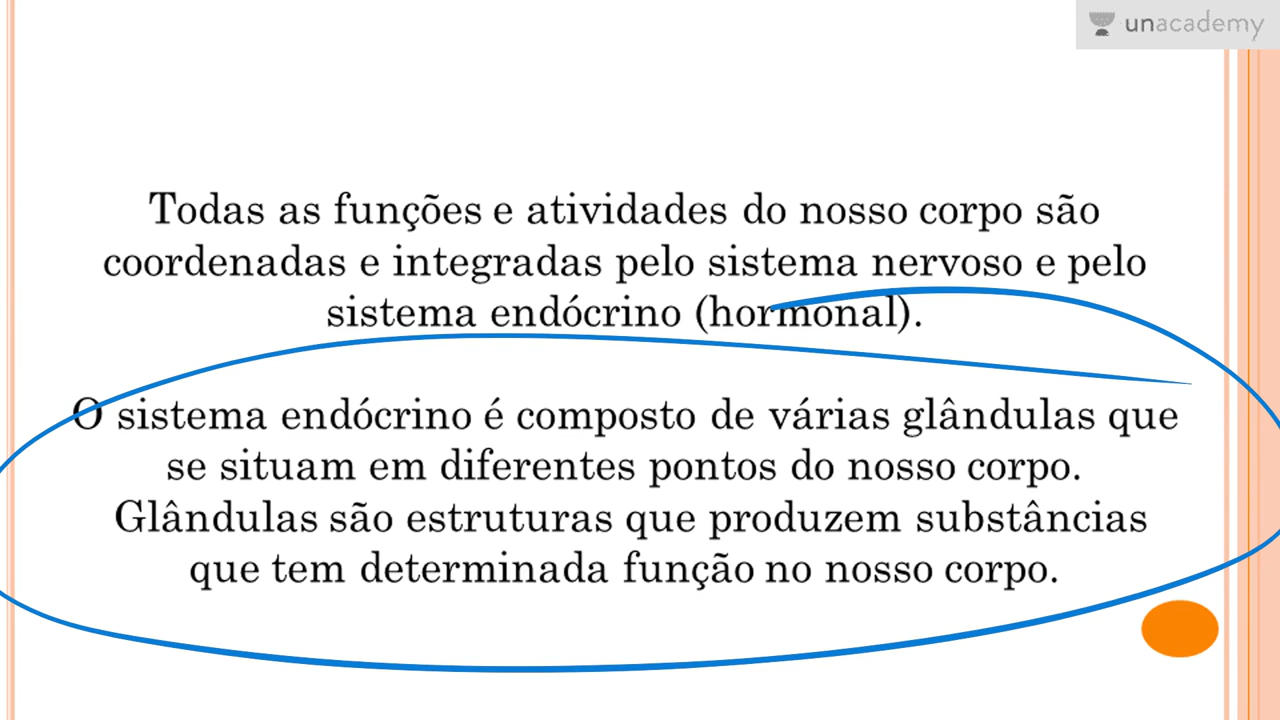 unacademy
Todas as funções e atividades do nosso corpo são
coordenadas e integradas pelo sistema nervoso e pelo
sistema endócrino (hormonal).
O sistema endócrino é composto de várias glândulas que
se situam em diferentes pontos do nosso corpo.
Glândulas são estruturas que produzem substâncias
que tem determinada função no nosso corpo.